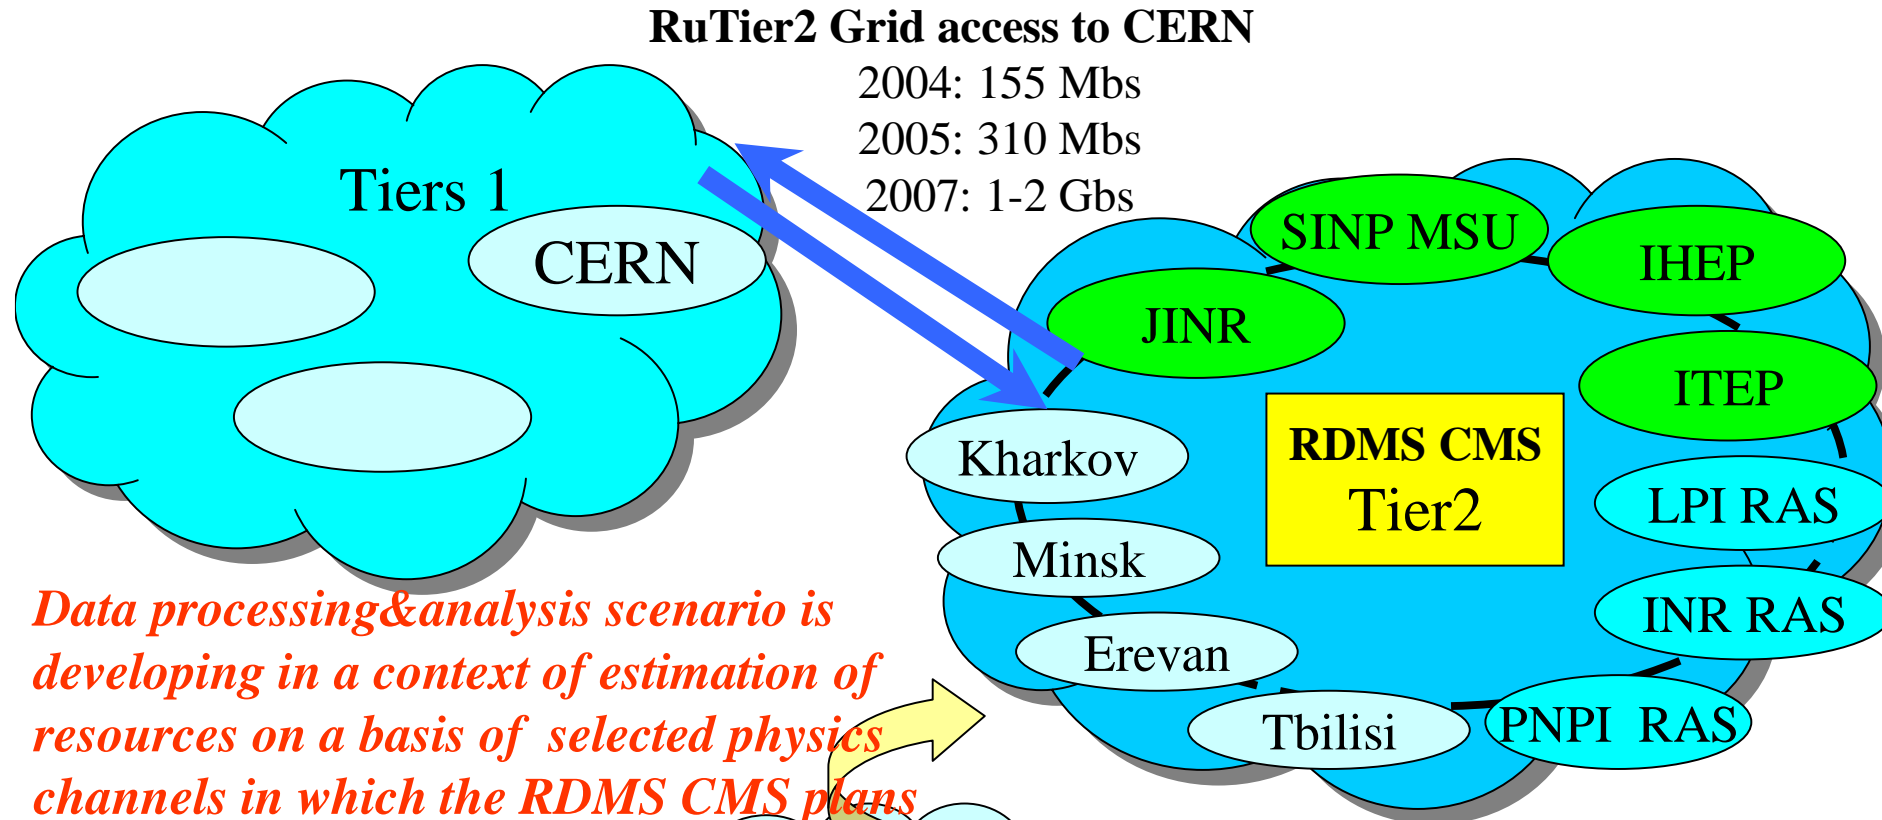 RuTier2 Grid access to CERN
2004: 155 Mbs
2005: 310 Mbs
2007: 1-2 Gbs
Tiers 1
CERN
SINP MSU
IHEP
JINR
ITEP
RDMS CMS
Tier2
Kharkov
LPI RAS
Minsk
INR RAS
Erevan
Tbilisi
PNPI RAS
Data processing&analysis scenario is
developing in a context of estimation of
resources on a basis of selected physics
channels in which the RDMS CMS plans